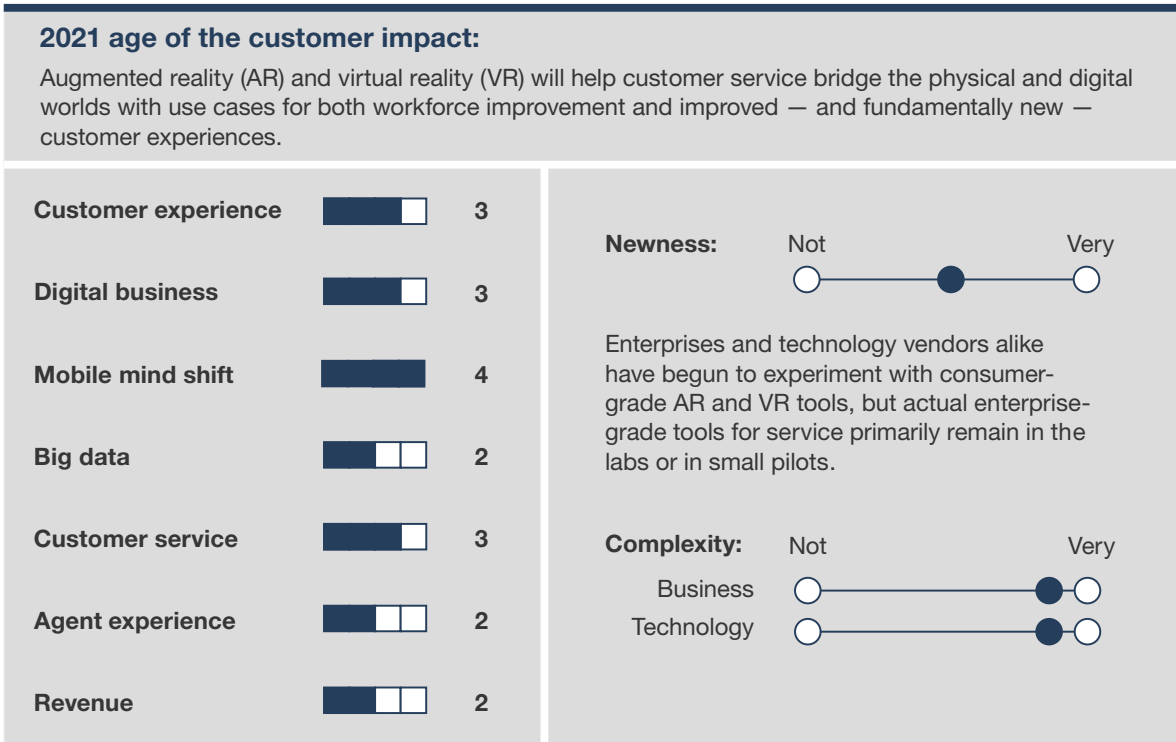 2021 age of the customer impact:
Augmented reality (AR) and virtual reality (VR) will help customer service bridge the physical and digital
worlds with use cases for both workforce improvement and improved — and fundamentally new —
customer experiences.
Customer experience 3
Digital business 3
Mobile mind shift 4
Big data 2
Customer service 3
Agent experience 2
Revenue 2
Newness: Not Very
Enterprises and technology vendors alike
have begun to experiment with consumer-
grade AR and VR tools, but actual enterprise-
grade tools for service primarily remain in the
labs or in small pilots.
Complexity: Not Very
Business
Technology